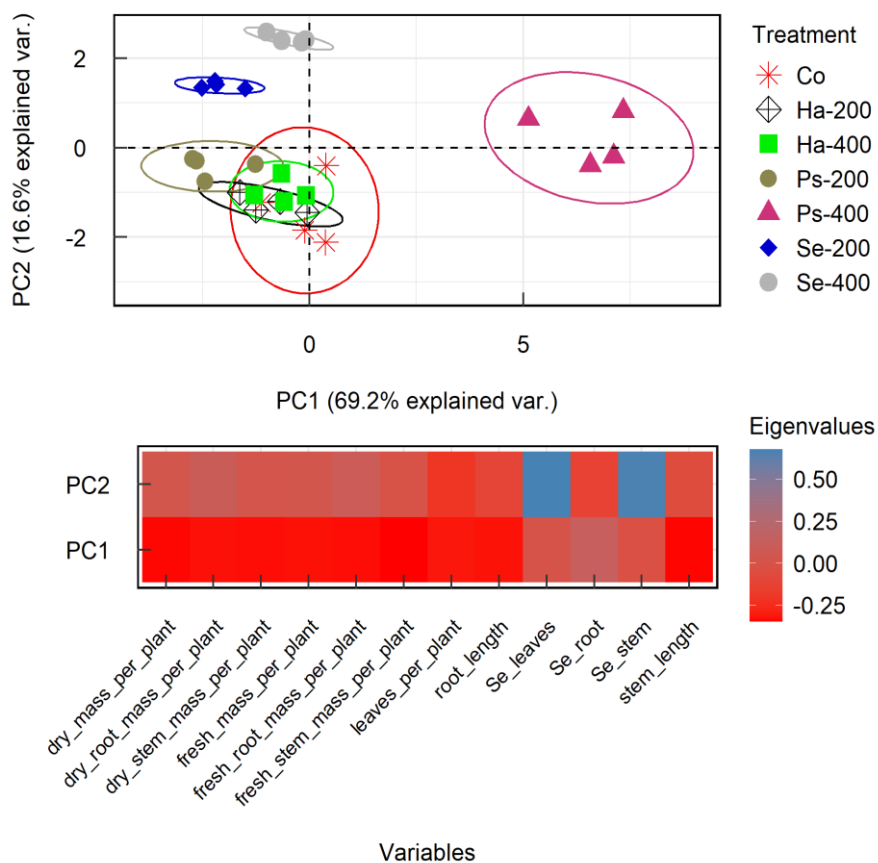 PC2 (16.6% explained var.)
2
0
-2
0
5
PC1 (69.2% explained var.)
Treatment
Co
Ha-200
Ha-400
Ps-200
Ps-400
Se-200
Se-400
PC2
PC1
dry_mass_per_plant
dry_root_mass_per_plant
dry_stem_mass_per_plant
fresh_mass_per_plant
fresh_root_mass_per_plant
fresh_stem_mass_per_plant
leaves_per_plant
root_length
Se_leaves
Se_root
Se_stem
stem_length
Variables
Eigenvalues
0.50
0.25
0.00
-0.25